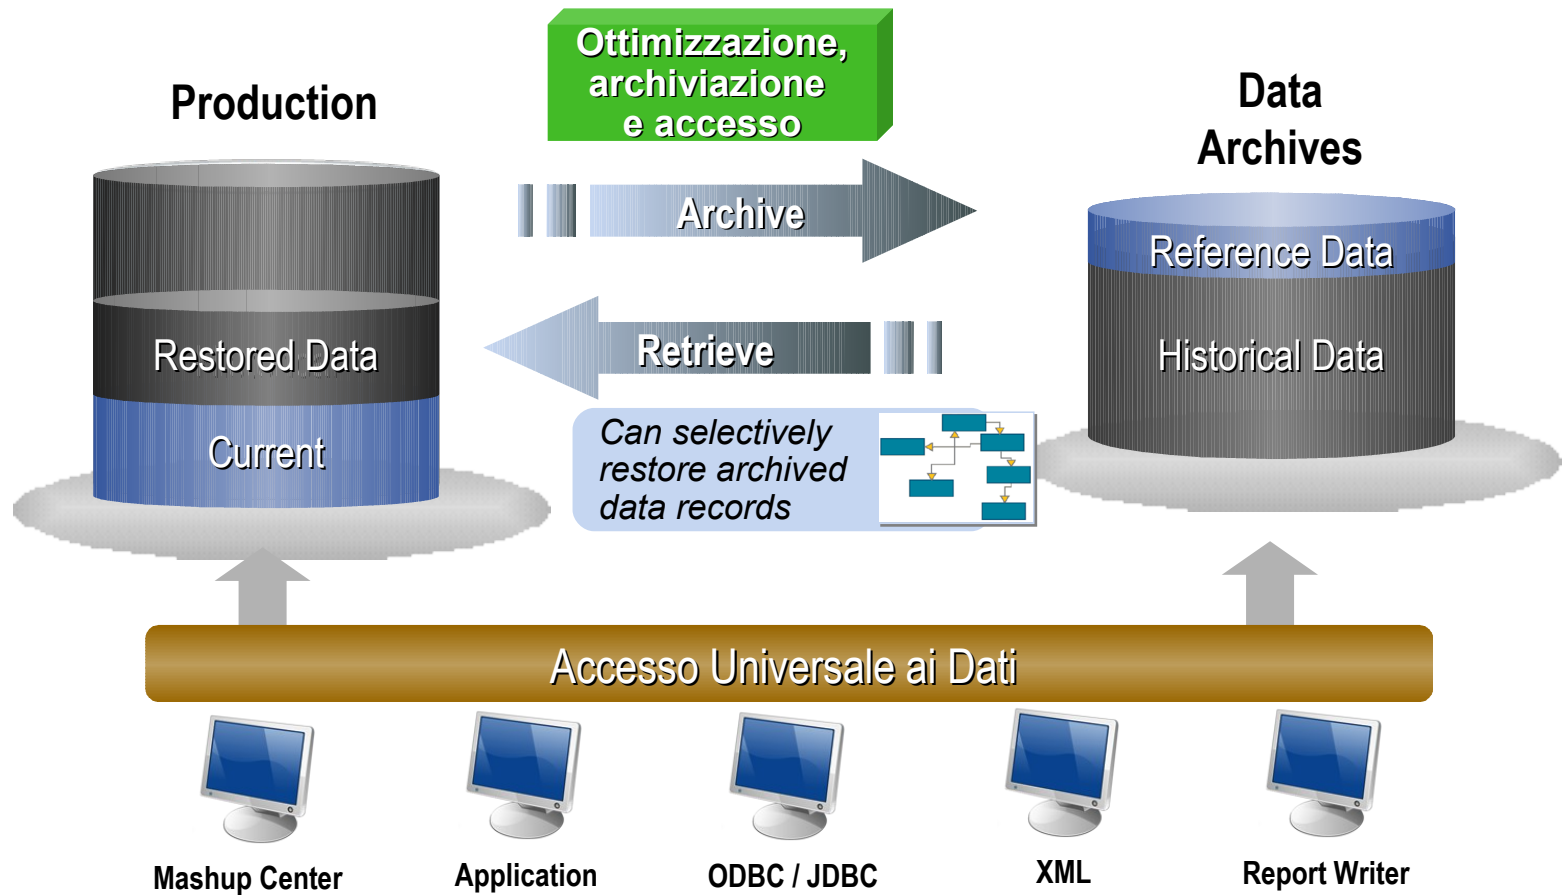 Ottimizzazione,
archiviazione
e accesso
Production
Data
Archives
Archive
Reference Data
Retrieve
Restored Data
Historical Data
Can selectively
restore archived
data records
Current
Accesso Universale ai Dati
Mashup Center
Application
ODBC / JDBC
XML
Report Writer